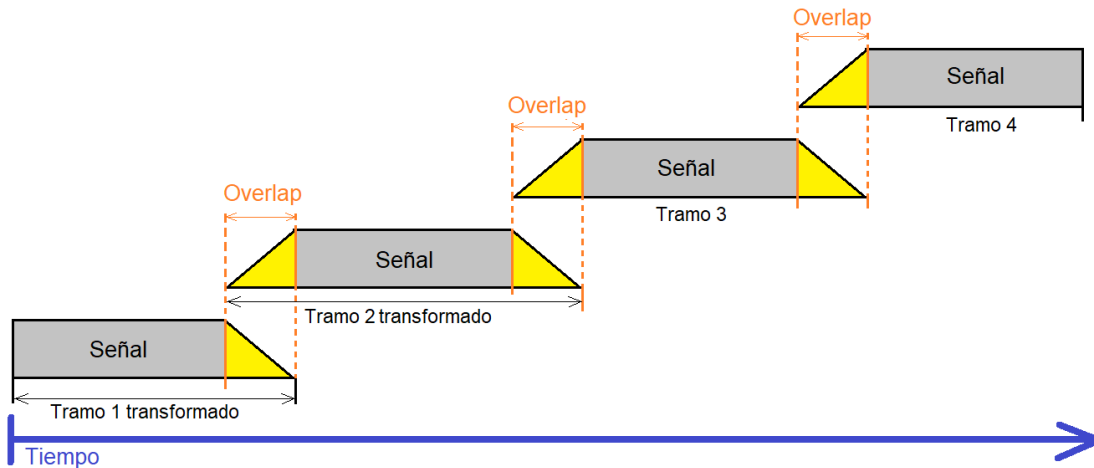 Overlap
Señal
Tramo 4
Overlap
Señal
Tramo 3
Overlap
Señal
Tramo 2 transformado
Señal
Tramo 1 transformado
Tiempo